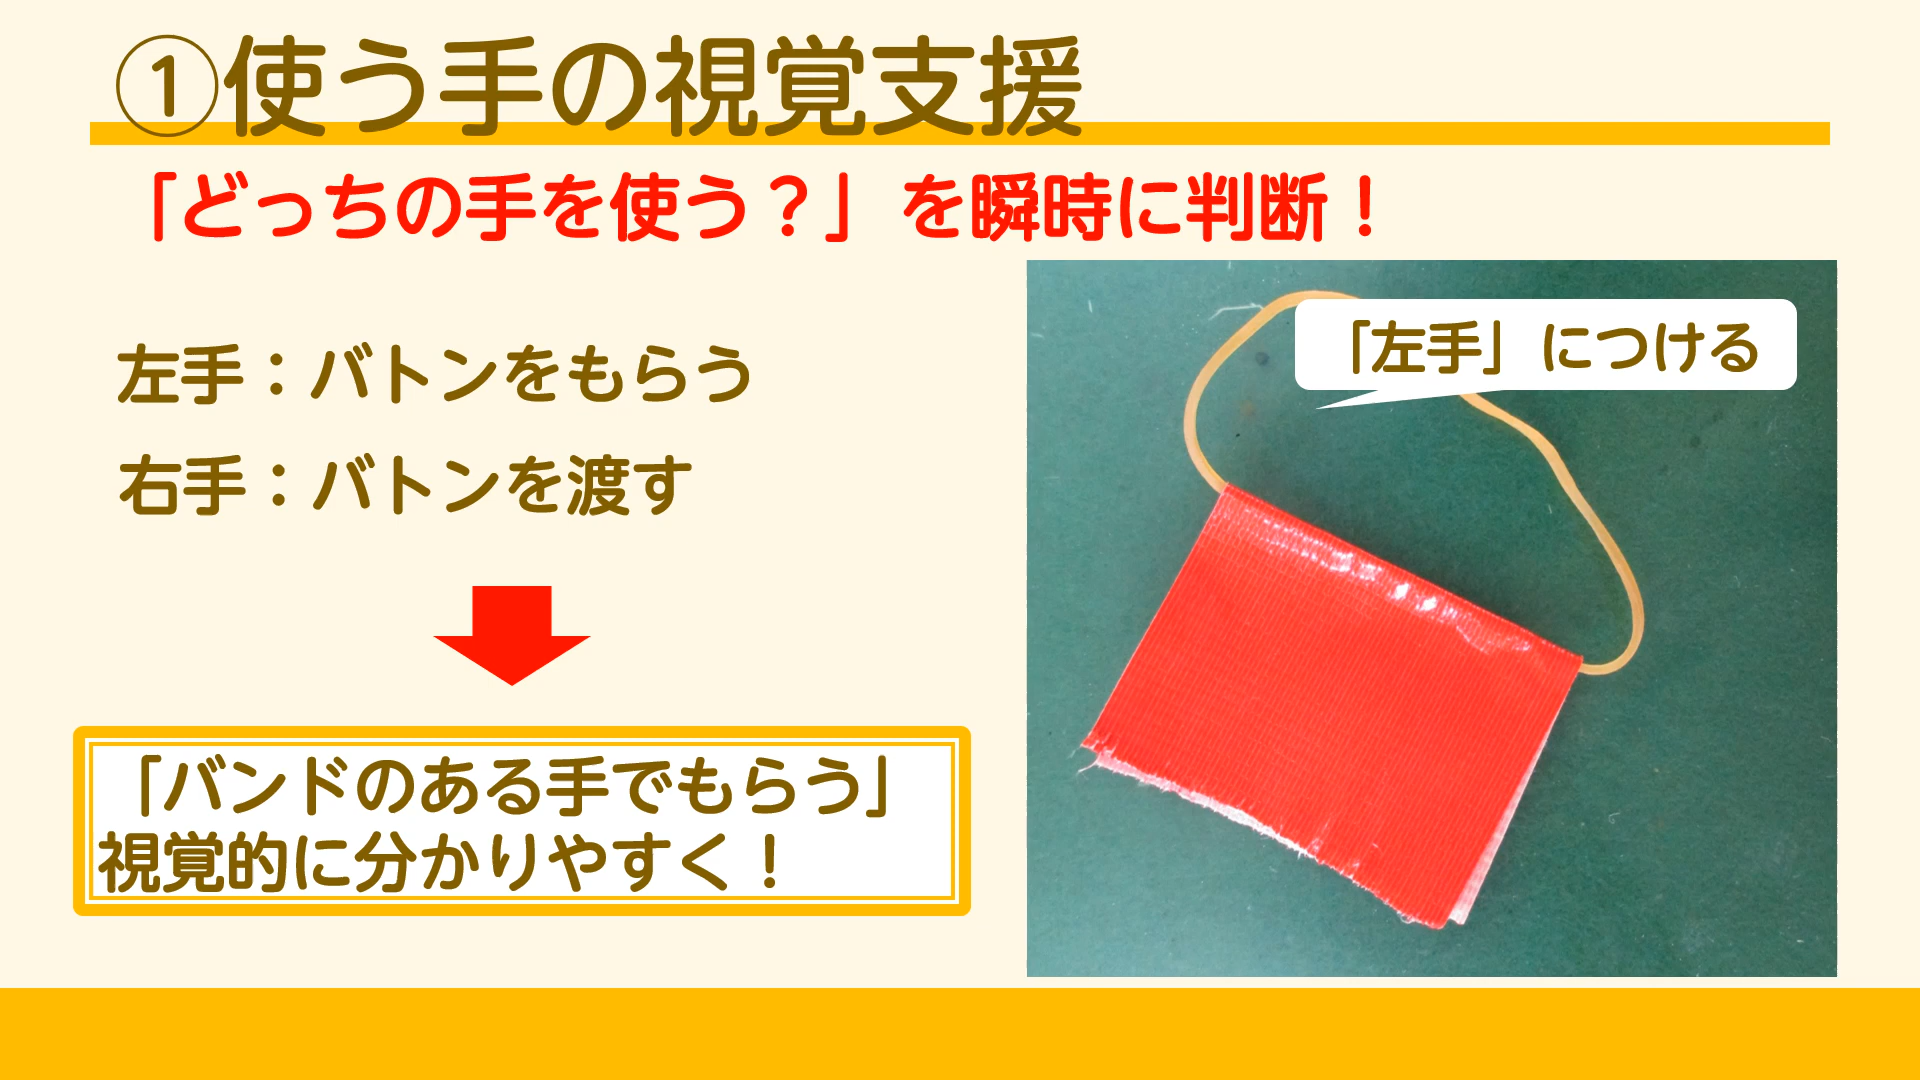 ①使う手の視覚支援
「どっちの手を使う？」を瞬時に判断！
左手：バトンをもらう
右手：バトンを渡す
「左手」につける
「バンドのある手でもらう」
視覚的に分かりやすく！